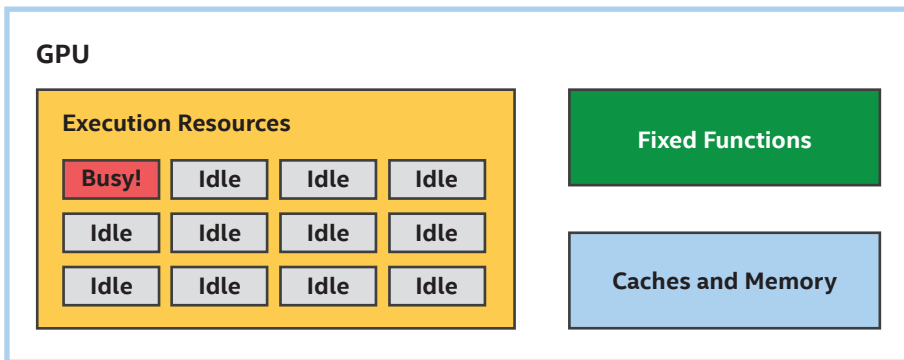 GPU
Execution Resources
Busy! Idle Idle Idle
Idle Idle Idle Idle
Idle Idle Idle Idle
Fixed Functions
Caches and Memory